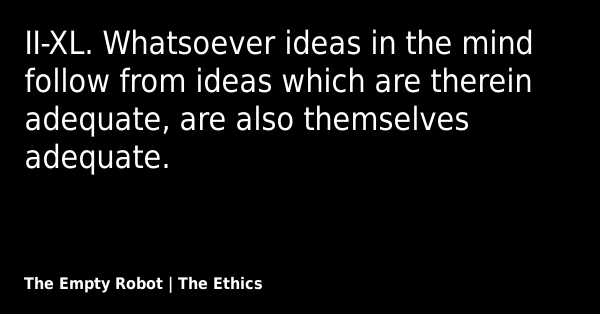 II-XL. Whatsoever ideas in the mind
follow from ideas which are therein
adequate, are also themselves
adequate.
The Empty Robot | The Ethics